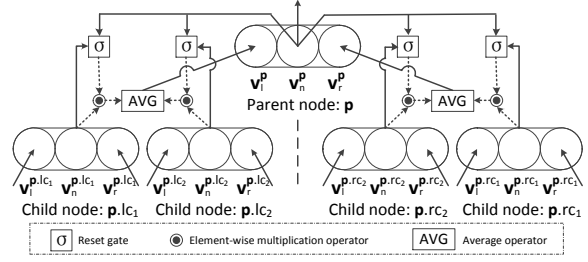 σ σ σ σ
AVG AVG
v_l^p v_n^p v_r^p
Parent node: p
v_l^{p.lc_1} v_n^{p.lc_1} v_r^{p.lc_1} v_l^{p.lc_2} v_n^{p.lc_2} v_r^{p.lc_2} v_l^{p.rc_2} v_n^{p.rc_2} v_r^{p.rc_2} v_l^{p.rc_1} v_n^{p.rc_1} v_r^{p.rc_1}
Child node: p.lc_1 Child node: p.lc_2 Child node: p.rc_2 Child node: p.rc_1
σ Reset gate Element-wise multiplication operator AVG Average operator